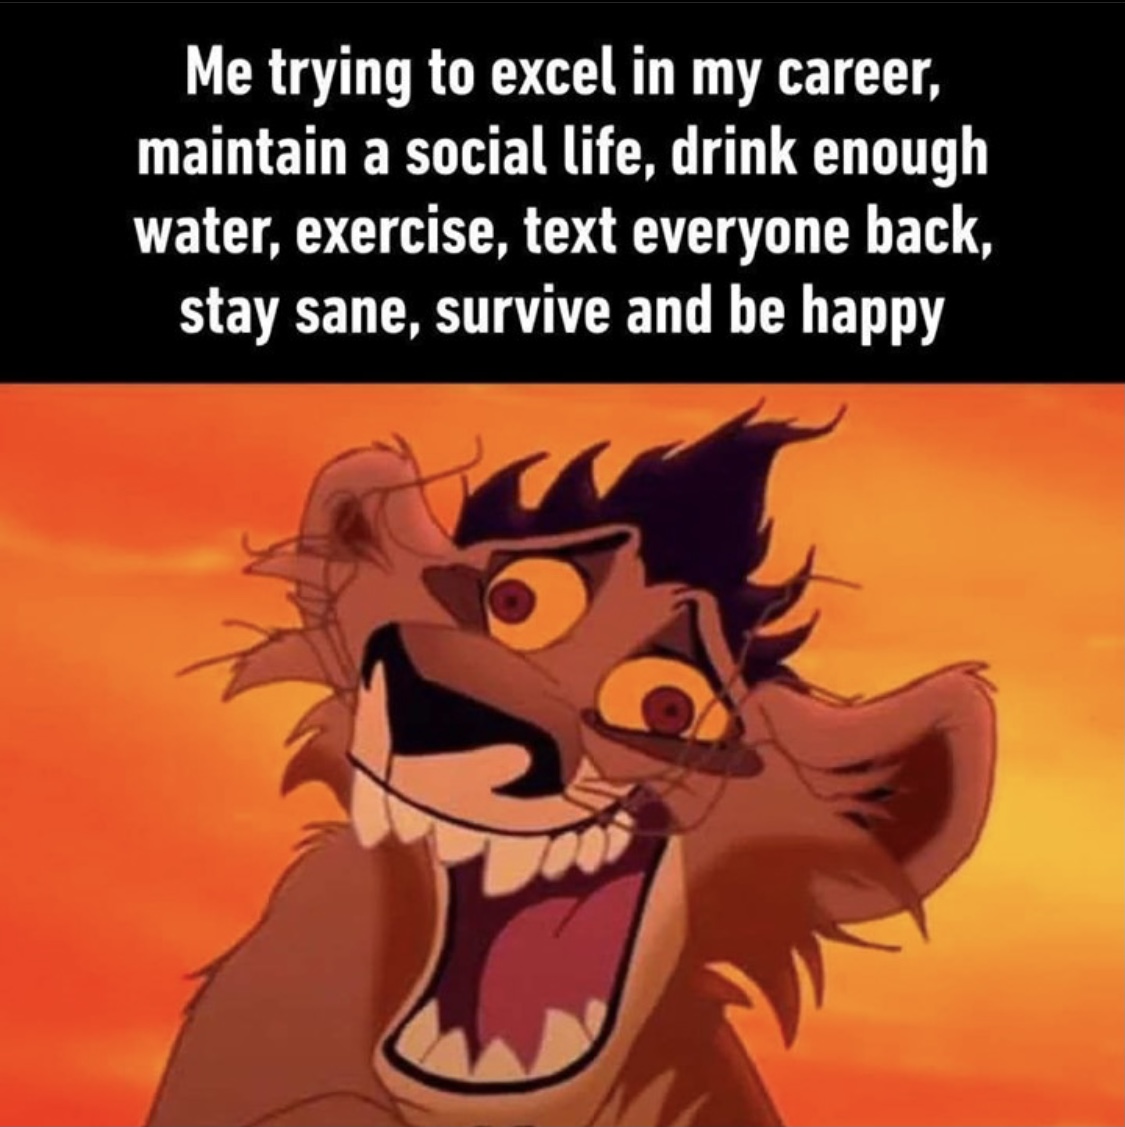 Me trying to excel in my career,
maintain a social life, drink enough
water, exercise, text everyone back,
stay sane, survive and be happy